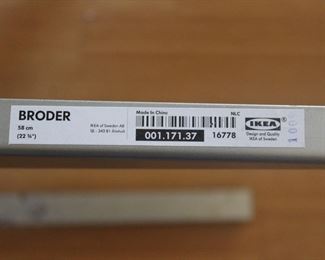 BRODER
58 cm
(22 ¾")
IKEA of Sweden AB
SE - 343 81 Älmhult
Made in China
NLC
001.171.37
16778
IKEA®
Design and Quality
IKEA of Sweden